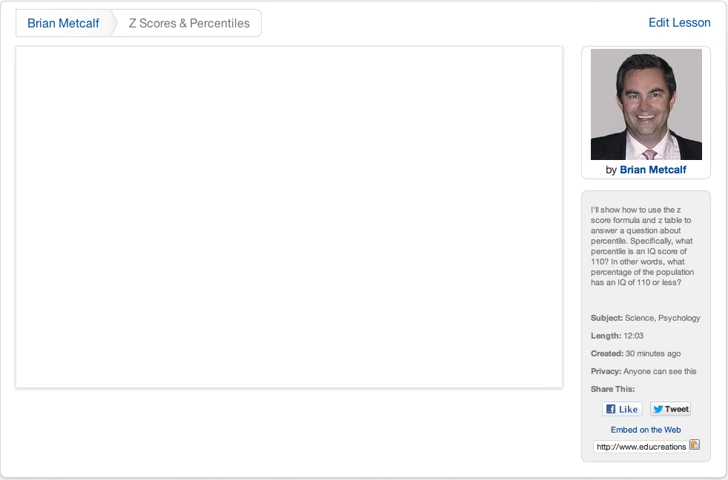 Brian Metcalf
Z Scores & Percentiles
Edit Lesson
by Brian Metcalf
I'll show how to use the z
score formula and z table to
answer a question about
percentile. Specifically, what
percentile is an IQ score of
110? In other words, what
percentage of the population
has an IQ of 110 or less?
Subject: Science, Psychology
Length: 12:03
Created: 30 minutes ago
Privacy: Anyone can see this
Share This:
Like
Tweet
Embed on the Web
http://www.educreations